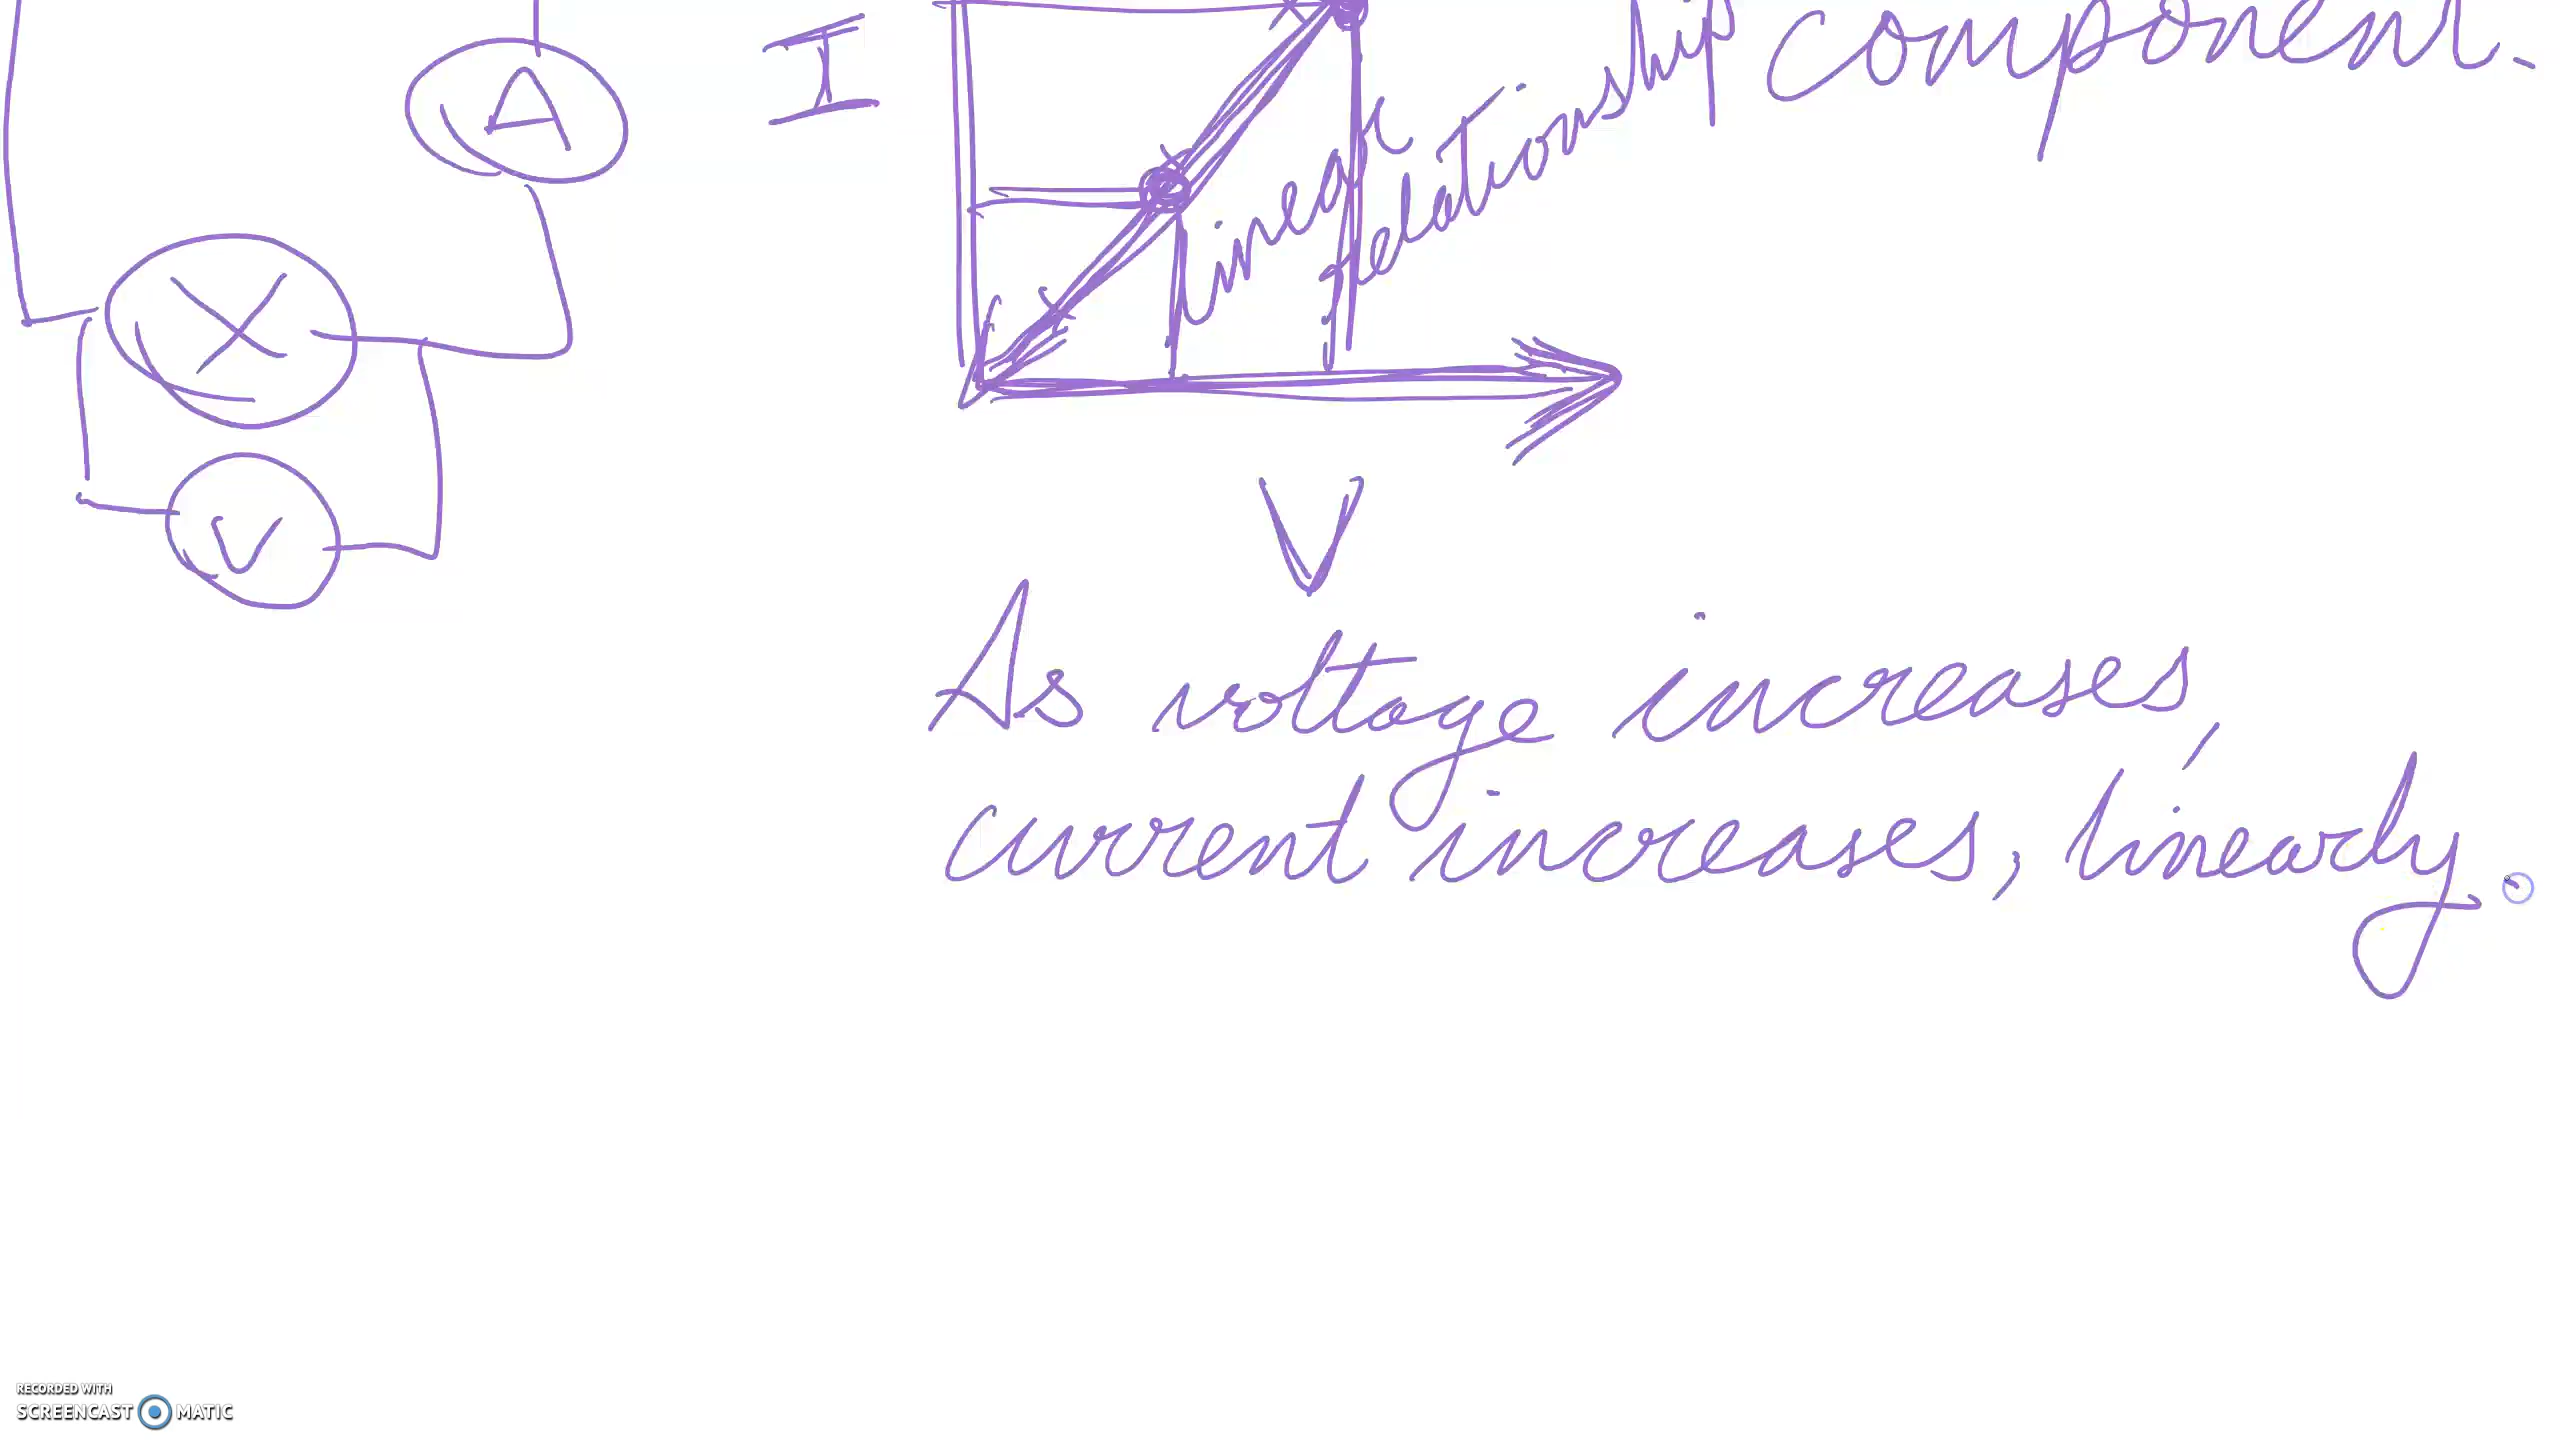 component.
A
I
linear
relationship
X
V
V
As voltage increases,
current increases, linearly.
RECORDED WITH
SCREENCAST MATIC